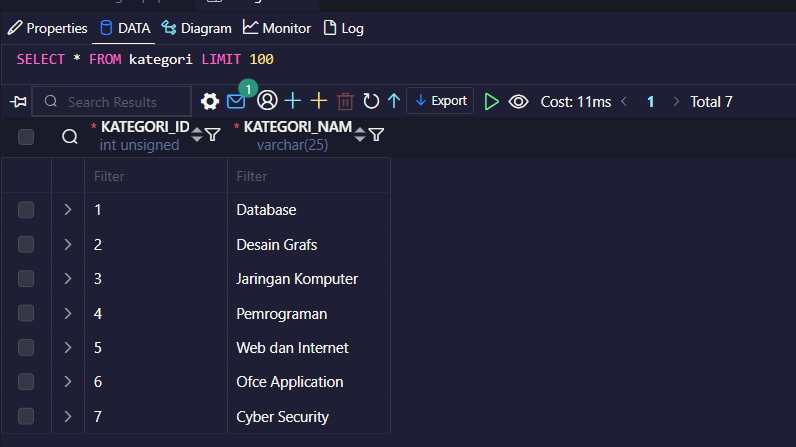 Properties DATA Diagram Monitor Log
SELECT * FROM kategori LIMIT 100
Search Results 1 Export Cost: 11ms 1 Total 7
* KATEGORI_ID * KATEGORI_NAM
int unsigned varchar(25)
Filter Filter
1 Database
2 Desain Grafs
3 Jaringan Komputer
4 Pemrograman
5 Web dan Internet
6 Ofce Application
7 Cyber Security